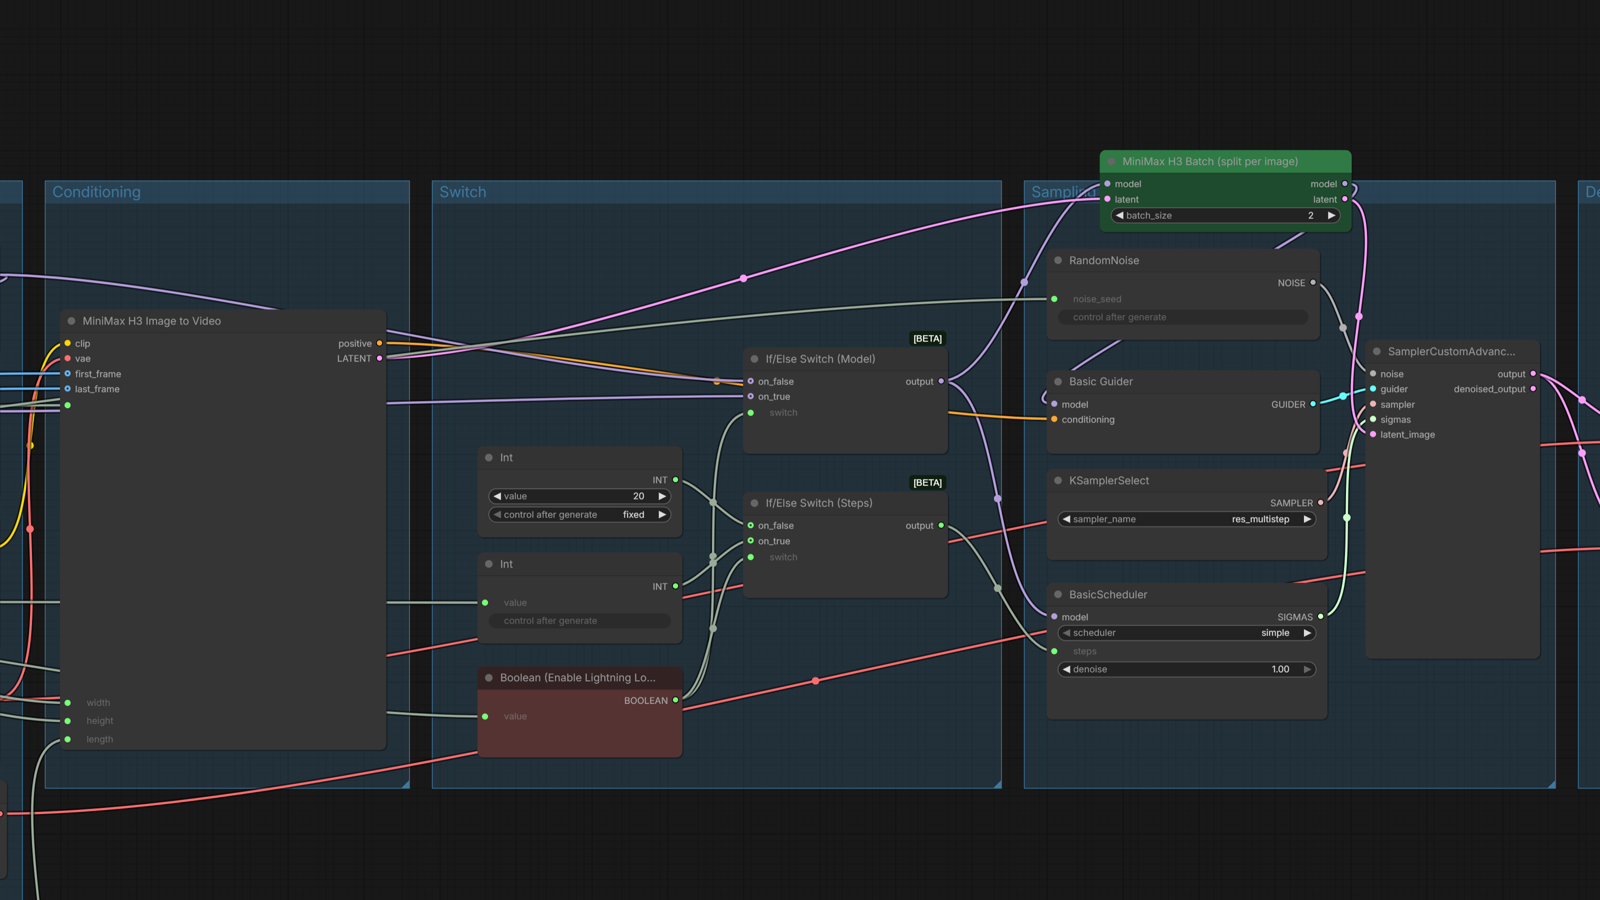 Conditioning
MiniMax H3 Image to Video
clip
positive
vae
LATENT
first_frame
last_frame
width
height
length
Switch
[BETA]
If/Else Switch (Model)
on_false
output
on_true
switch
Int
INT
value 20
control after generate fixed
[BETA]
If/Else Switch (Steps)
on_false
output
on_true
switch
Int
INT
value
control after generate
Boolean (Enable Lightning Lo...
BOOLEAN
value
Sampling
MiniMax H3 Batch (split per image)
model
model
latent
latent
batch_size 2
RandomNoise
NOISE
noise_seed
control after generate
Basic Guider
model
GUIDER
conditioning
KSamplerSelect
SAMPLER
sampler_name res_multistep
BasicScheduler
model
SIGMAS
scheduler simple
steps
denoise 1.00
SamplerCustomAdvanc...
noise
output
guider
denoised_output
sampler
sigmas
latent_image
De